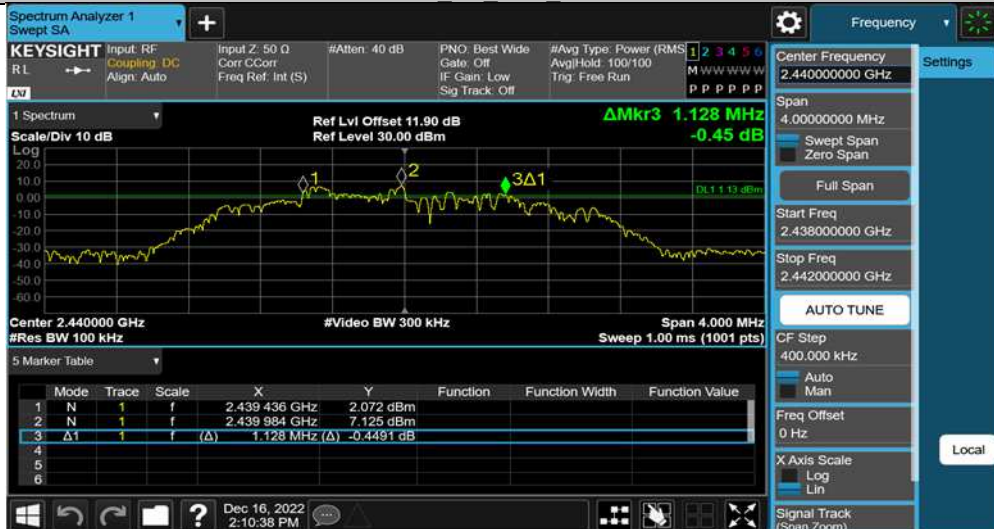 Spectrum Analyzer 1
Swept SA
+
Frequency
KEYSIGHT
RL
LXI
Input: RF
Coupling: DC
Align: Auto
Input Z: 50 Ω
Corr CCorr
Freq Ref: Int (S)
#Atten: 40 dB
PNO: Best Wide
Gate: Off
IF Gain: Low
Sig Track: Off
#Avg Type: Power (RMS
Avg|Hold: 100/100
Trig: Free Run
1 2 3 4 5 6
M W W W W W
P P P P P P
1 Spectrum
Scale/Div 10 dB
Ref Lvl Offset 11.90 dB
Ref Level 30.00 dBm
ΔMkr3 1.128 MHz
-0.45 dB
Log
20.0
10.0
0.00
-10.0
-20.0
-30.0
-40.0
-50.0
-60.0
1
2
3Δ1
DL1 1.13 dBm
Center 2.440000 GHz
#Res BW 100 kHz
#Video BW 300 kHz
Span 4.000 MHz
Sweep 1.00 ms (1001 pts)
5 Marker Table
Mode Trace Scale X Y Function Function Width Function Value
1 N 1 f 2.439 436 GHz 2.072 dBm
2 N 1 f 2.439 984 GHz 7.125 dBm
3 Δ1 1 f (Δ) 1.128 MHz (Δ) -0.4491 dB
4
5
6
?
Dec 16, 2022
2:10:38 PM
Center Frequency
2.440000000 GHz
Span
4.00000000 MHz
Swept Span
Zero Span
Full Span
Start Freq
2.438000000 GHz
Stop Freq
2.442000000 GHz
AUTO TUNE
CF Step
400.000 kHz
Auto
Man
Freq Offset
0 Hz
X Axis Scale
Log
Lin
Signal Track
(Span Zoom)
Settings
Local